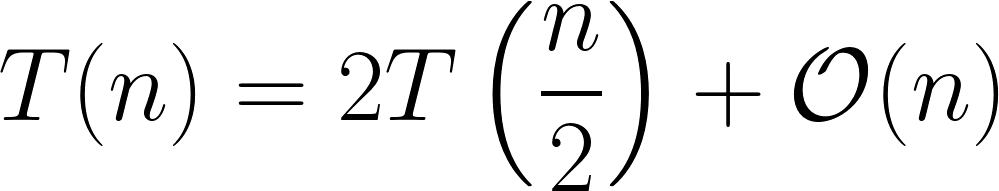 T(n) = 2T(n/2) + 𝒪(n)